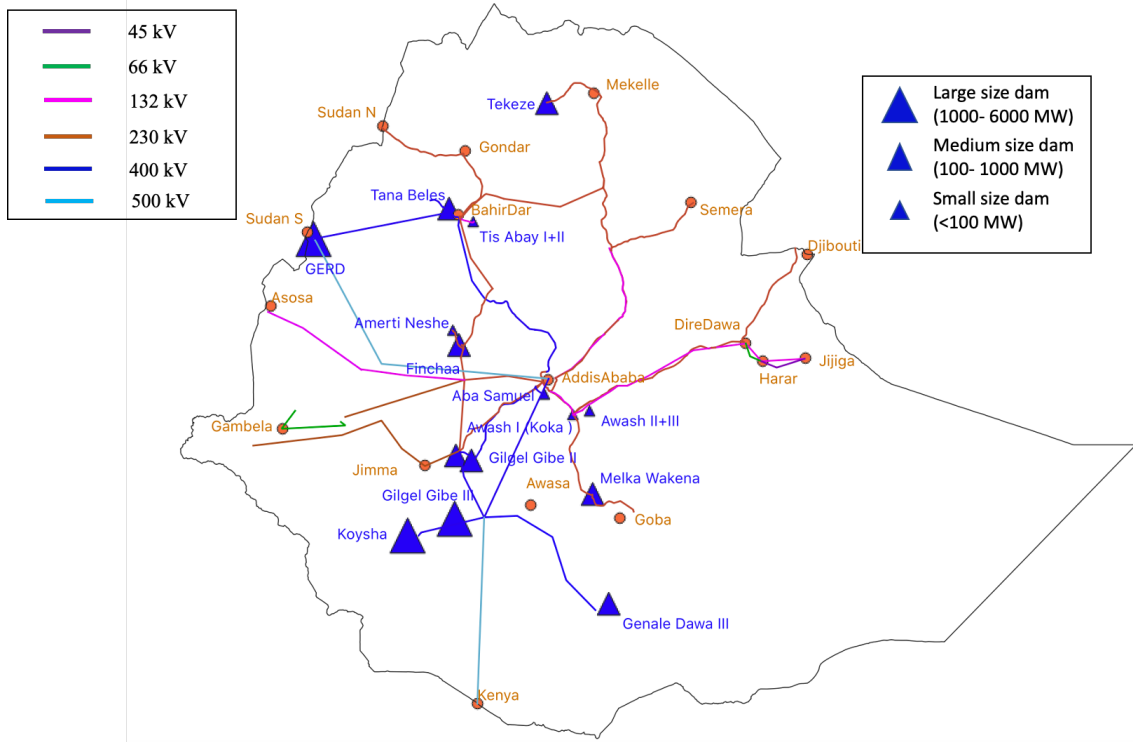 45 kV
66 kV
132 kV
230 kV
400 kV
500 kV
Large size dam
(1000- 6000 MW)
Medium size dam
(100- 1000 MW)
Small size dam
(<100 MW)
Mekelle
Tekeze
Sudan N
Gondar
Tana Beles
BahirDar
Semera
Sudan S
Tis Abay I+II
Djibouti
GERD
Asosa
Amerti Neshe
DireDawa
Finchaa
Jijiga
Harar
AddisAbaba
Aba Samuel
Awash II+III
Gambela
Awash I (Koka )
Gilgel Gibe II
Jimma
Melka Wakena
Awasa
Gilgel Gibe III
Goba
Koysha
Genale Dawa III
Kenya